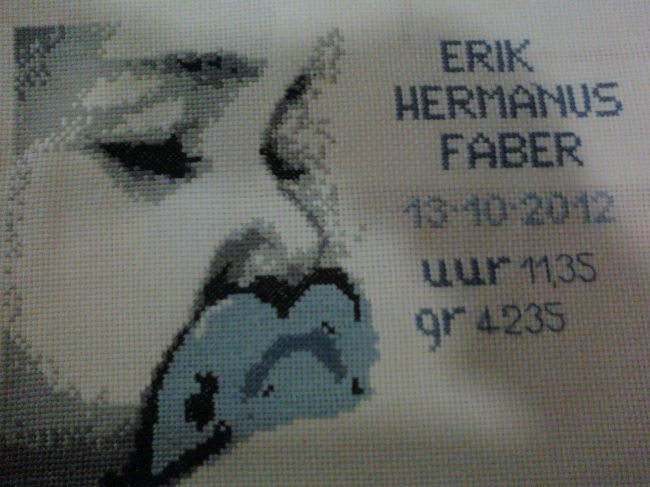 ERIK
HERMANUS
FABER
13-10-2012
uur 11,35
gr 4235